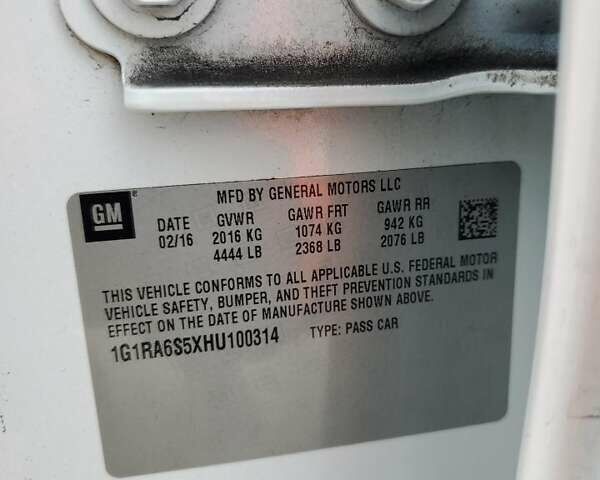 MFD BY GENERAL MOTORS LLC
GM®
DATE GVWR GAWR FRT GAWR RR
02/16 2016 KG 1074 KG 942 KG
4444 LB 2368 LB 2076 LB
THIS VEHICLE CONFORMS TO ALL APPLICABLE U.S. FEDERAL MOTOR
VEHICLE SAFETY, BUMPER, AND THEFT PREVENTION STANDARDS IN
EFFECT ON THE DATE OF MANUFACTURE SHOWN ABOVE.
1G1RA6S5XHU100314 TYPE: PASS CAR